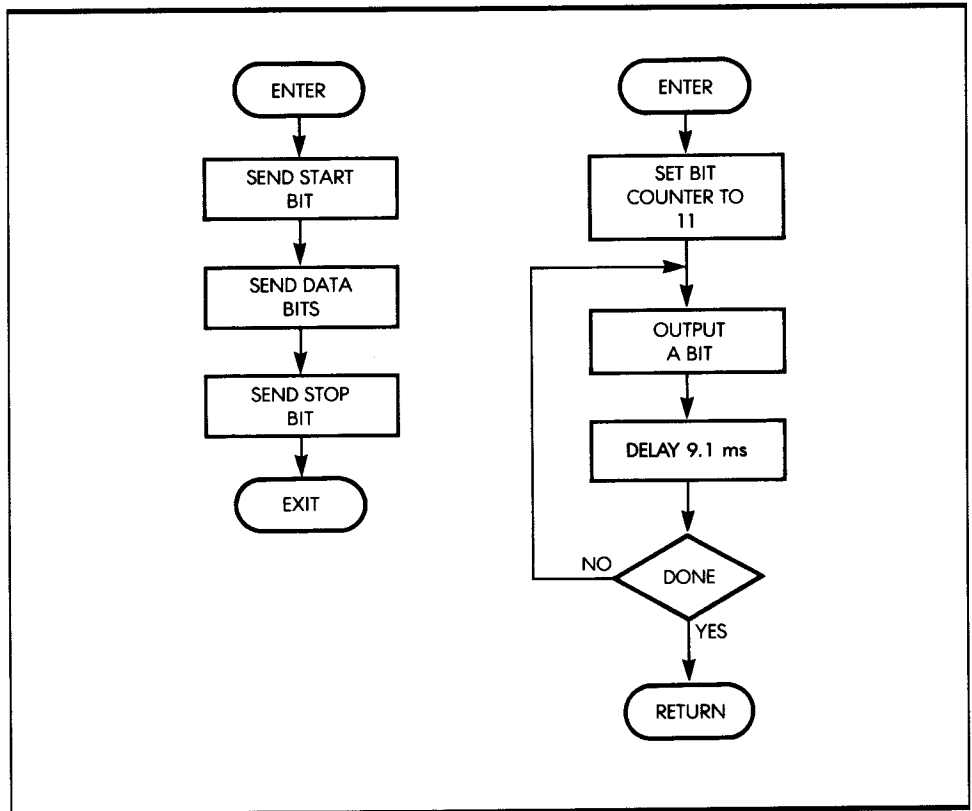 ENTER
SEND START
BIT
SEND DATA
BITS
SEND STOP
BIT
EXIT
ENTER
SET BIT
COUNTER TO
11
OUTPUT
A BIT
DELAY 9.1 ms
NO
DONE
YES
RETURN